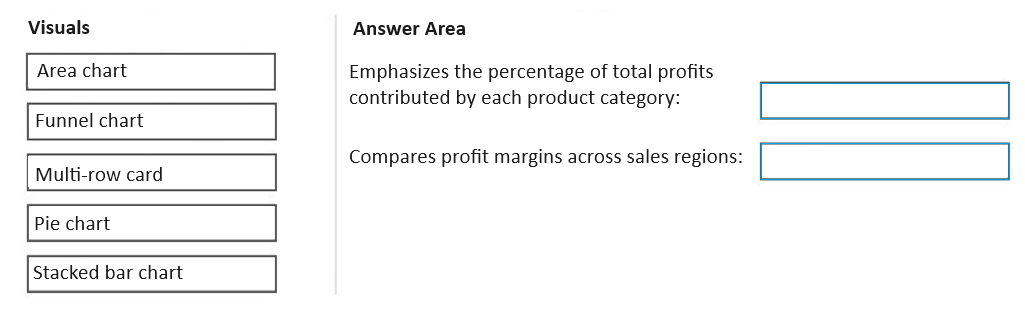 Visuals
Area chart
Funnel chart
Multi-row card
Pie chart
Stacked bar chart
Answer Area
Emphasizes the percentage of total profits
contributed by each product category:
Compares profit margins across sales regions: